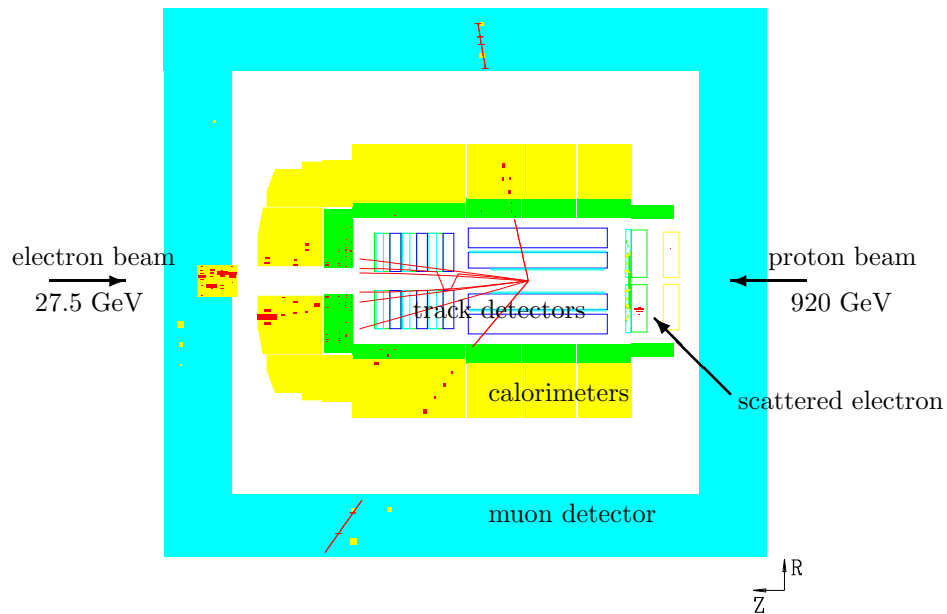 electron beam
27.5 GeV
proton beam
920 GeV
track detectors
calorimeters
scattered electron
muon detector
R
Z